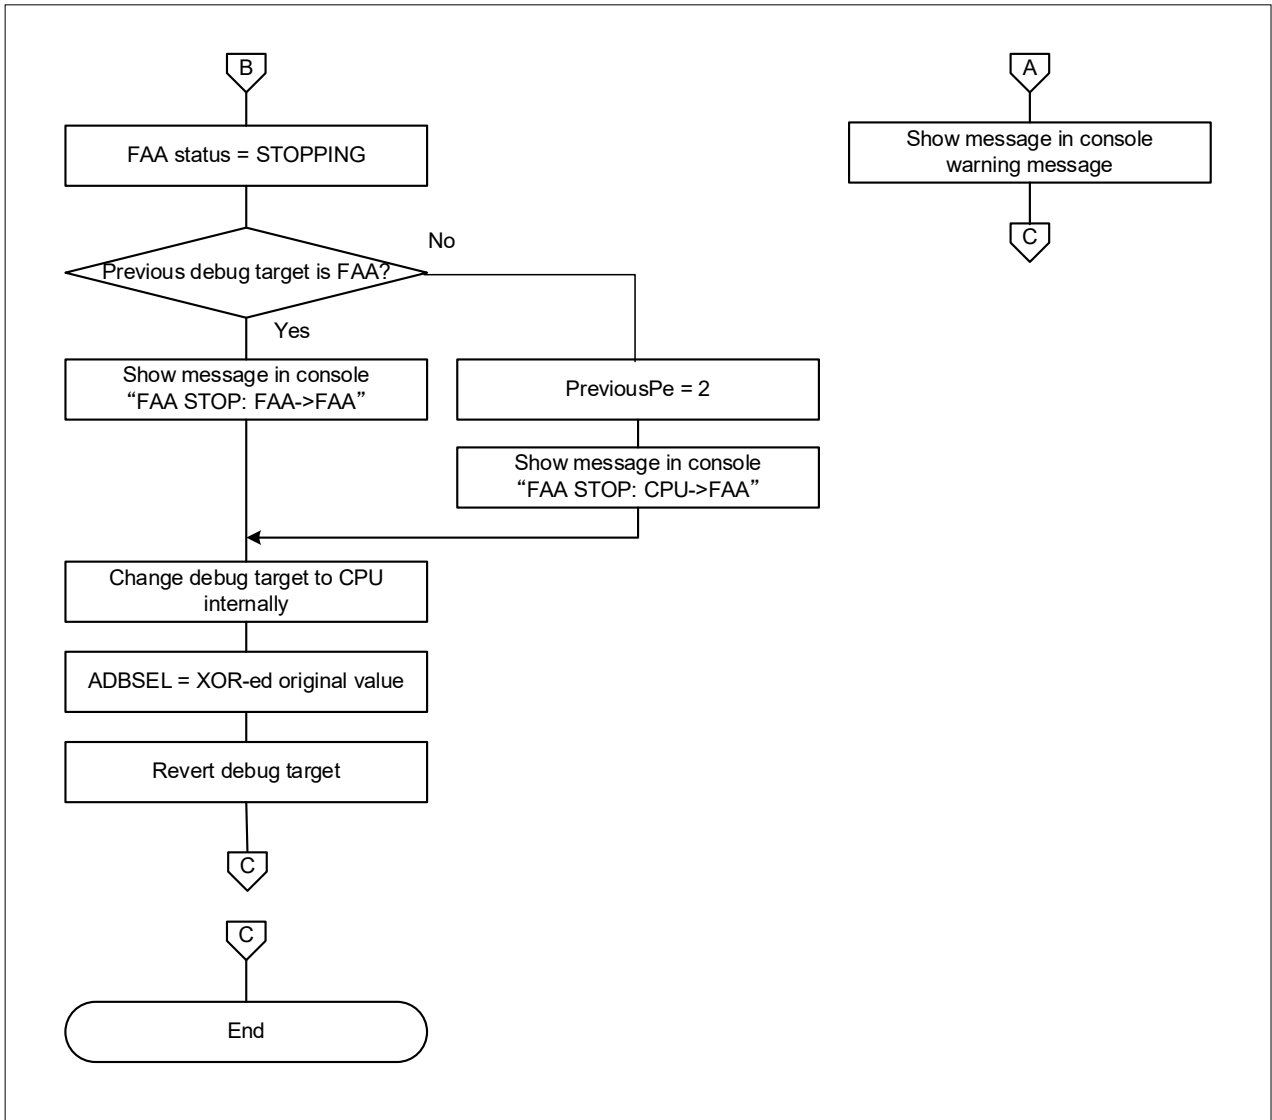 B
FAA status = STOPPING
Previous debug target is FAA?
No
Yes
Show message in console
“FAA STOP: FAA->FAA”
PreviousPe = 2
Show message in console
“FAA STOP: CPU->FAA”
Change debug target to CPU
internally
ADBSEL = XOR-ed original value
Revert debug target
C
C
End
A
Show message in console
warning message
C